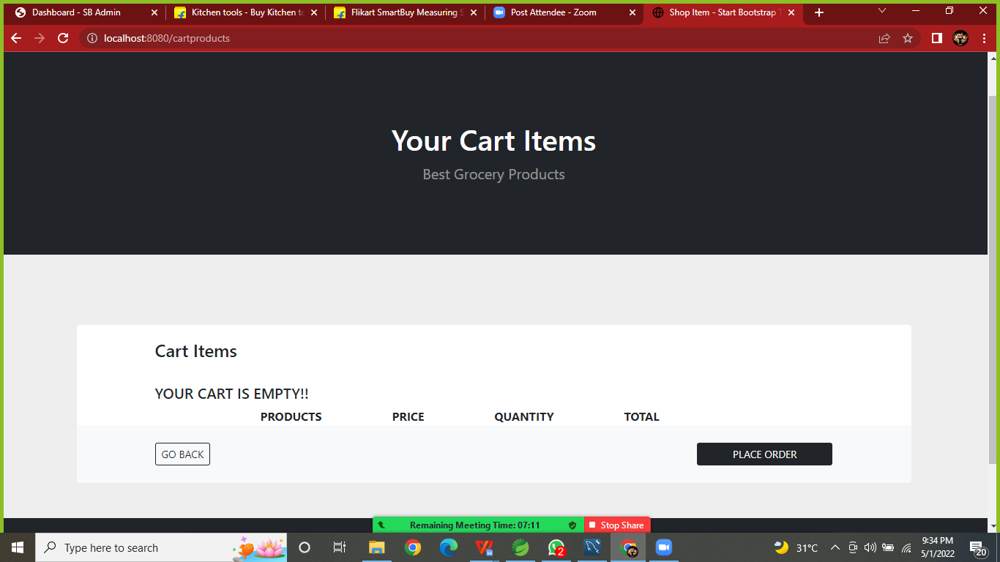 Dashboard - SB Admin
Kitchen tools - Buy Kitchen to
Flikart SmartBuy Measuring S
Post Attendee - Zoom
Shop Item - Start Bootstrap T
localhost:8080/cartproducts
Your Cart Items
Best Grocery Products
Cart Items
YOUR CART IS EMPTY!!
PRODUCTS PRICE QUANTITY TOTAL
GO BACK
PLACE ORDER
Remaining Meeting Time: 07:11
Stop Share
Type here to search
2
31°C
9:34 PM
5/1/2022
20